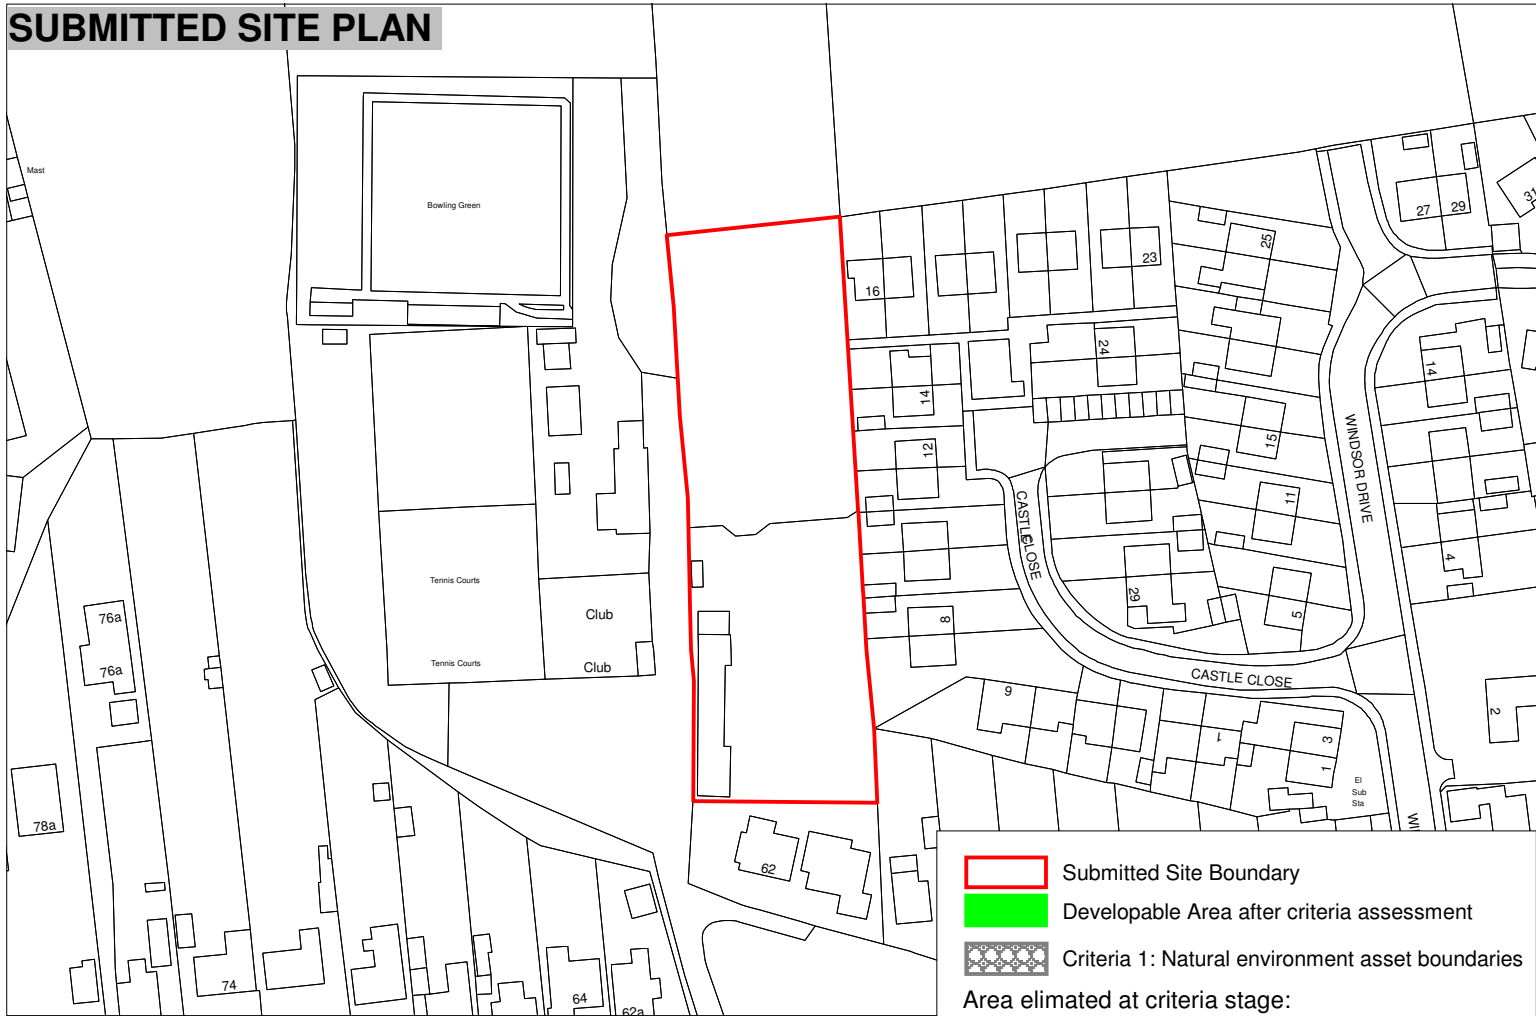 SUBMITTED SITE PLAN
Mast
Bowling Green
27
29
31
25
23
16
24
14
14
12
15
WINDSOR DRIVE
11
CASTLE CLOSE
4
Tennis Courts
29
5
Club
8
76a
76a
Tennis Courts
Club
CASTLE CLOSE
9
1
3
1
2
El
Sub
Sta
78a
62
WI
74
64
62a
Submitted Site Boundary
Developable Area after criteria assessment
Criteria 1: Natural environment asset boundaries
Area elimated at criteria stage: